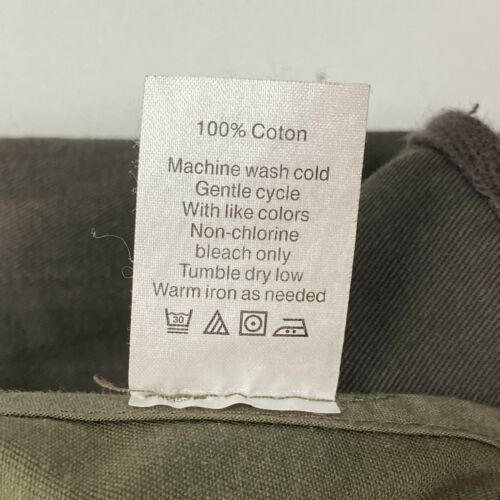 100% Coton
Machine wash cold
Gentle cycle
With like colors
Non-chlorine
bleach only
Tumble dry low
Warm iron as needed
30